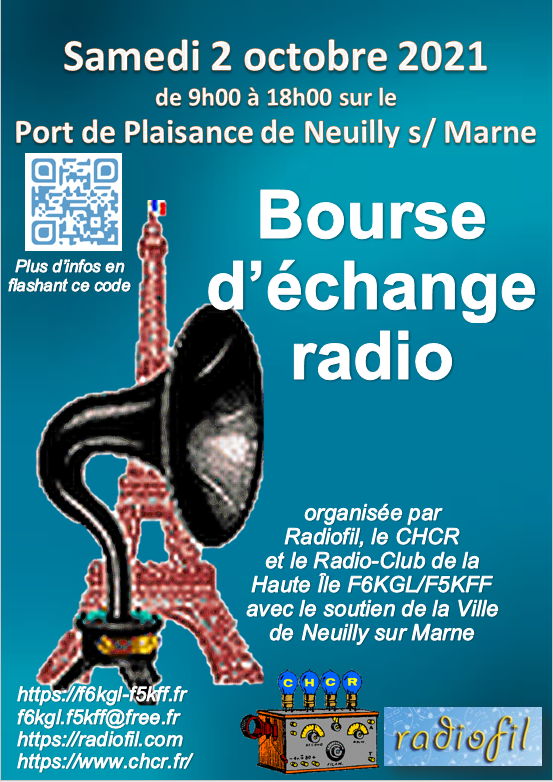 Samedi 2 octobre 2021
de 9h00 à 18h00 sur le
Port de Plaisance de Neuilly s/ Marne
Plus d'infos en
flashant ce code
Bourse
d'échange
radio
organisée par
Radiofil, le CHCR
et le Radio-Club de la
Haute Île F6KGL/F5KFF
avec le soutien de la Ville
de Neuilly sur Marne
https://f6kgl-f5kff.fr
f6kgl.f5kff@free.fr
https://radiofil.com
https://www.chcr.fr/
C H C R
radiofil